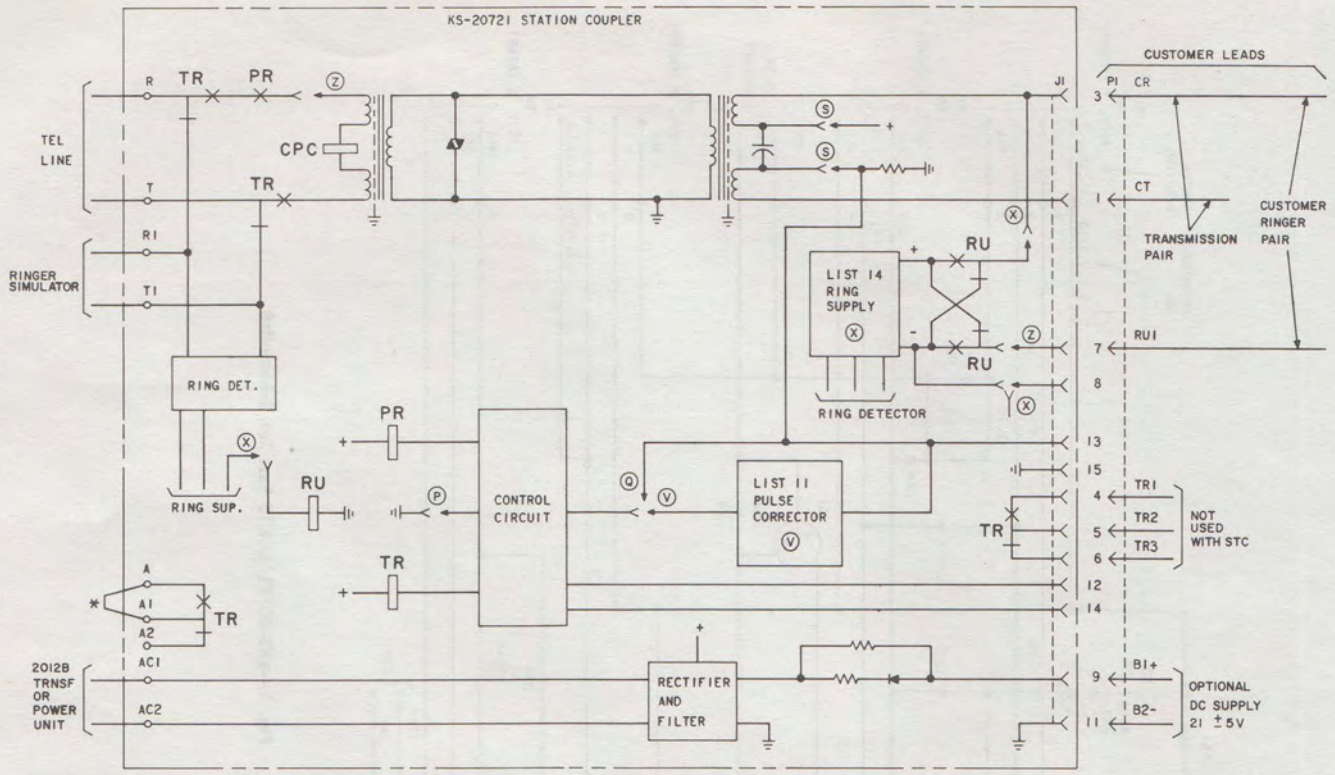 KS-20721 STATION COUPLER
CUSTOMER LEADS
R
TR
PR
Z
J1
P1
CR
3
TEL
LINE
CPC
S
+
S
T
TR
1
CT
TRANSMISSION
PAIR
CUSTOMER
RINGER
PAIR
R1
X
RINGER
SIMULATOR
T1
LIST 14
RING
SUPPLY
X
+
-
RU
Z
RU
7
RU1
8
X
RING DETECTOR
RING DET.
X
RING SUP.
RU
+
PR
P
CONTROL
CIRCUIT
Q
V
LIST 11
PULSE
CORRECTOR
V
13
15
4
TR1
5
TR2
6
TR3
TR
NOT
USED
WITH STC
+
TR
12
14
*
A
A1
A2
TR
2012B
TRNSF
OR
POWER
UNIT
AC1
AC2
+
RECTIFIER
AND
FILTER
9
B1+
11
B2-
OPTIONAL
DC SUPPLY
21 ± 5V